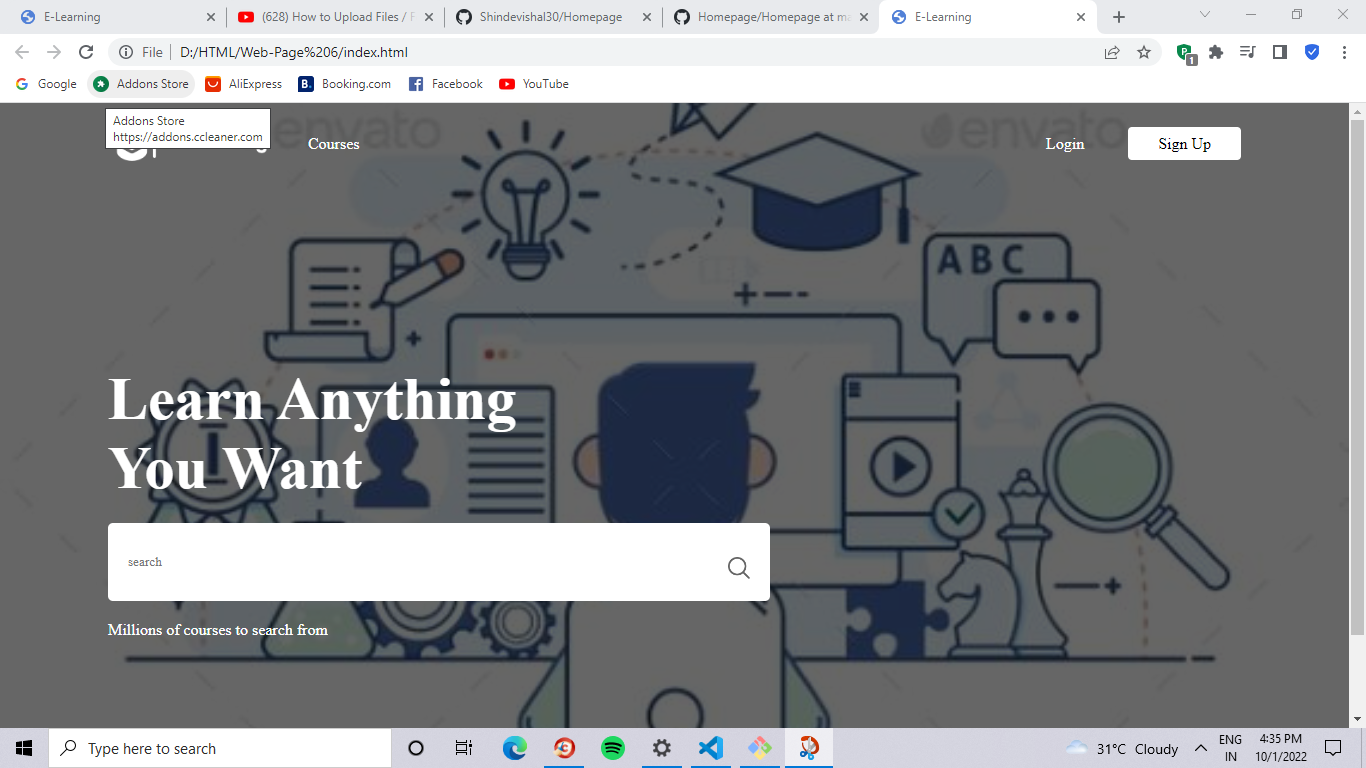 E-Learning
(628) How to Upload Files / F
Shindevishal30/Homepage
Homepage/Homepage at ma
E-Learning
File
D:/HTML/Web-Page%206/index.html
1
Google
Addons Store
AliExpress
B.
Booking.com
Facebook
YouTube
Addons Store
https://addons.ccleaner.com
envato
envato
Courses
Login
Sign Up
ABC
Learn Anything
You Want
search
Millions of courses to search from
Type here to search
31°C Cloudy
ENG
IN
4:35 PM
10/1/2022